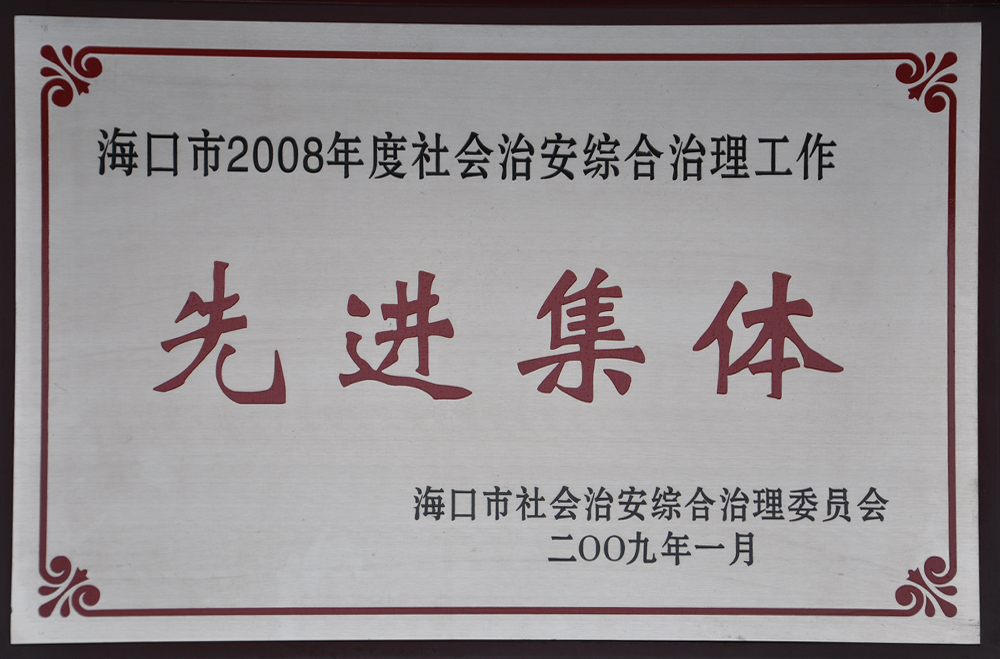 海口市2008年度社会治安综合治理工作
先进集体
海口市社会治安综合治理委员会
二〇〇九年一月